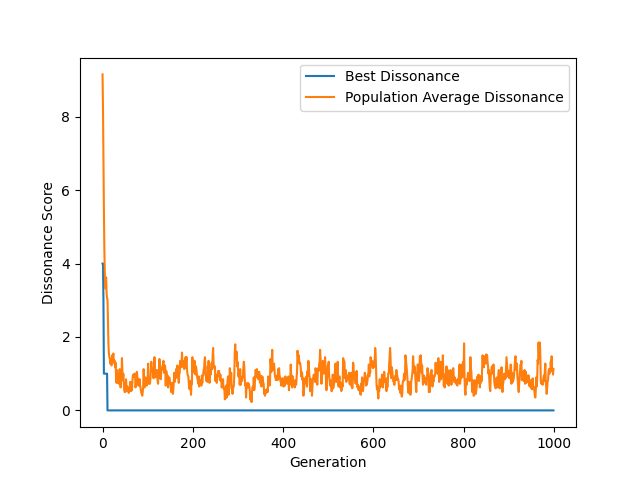 Best Dissonance
Population Average Dissonance
8
6
4
2
0
Dissonance Score
0 200 400 600 800 1000
Generation